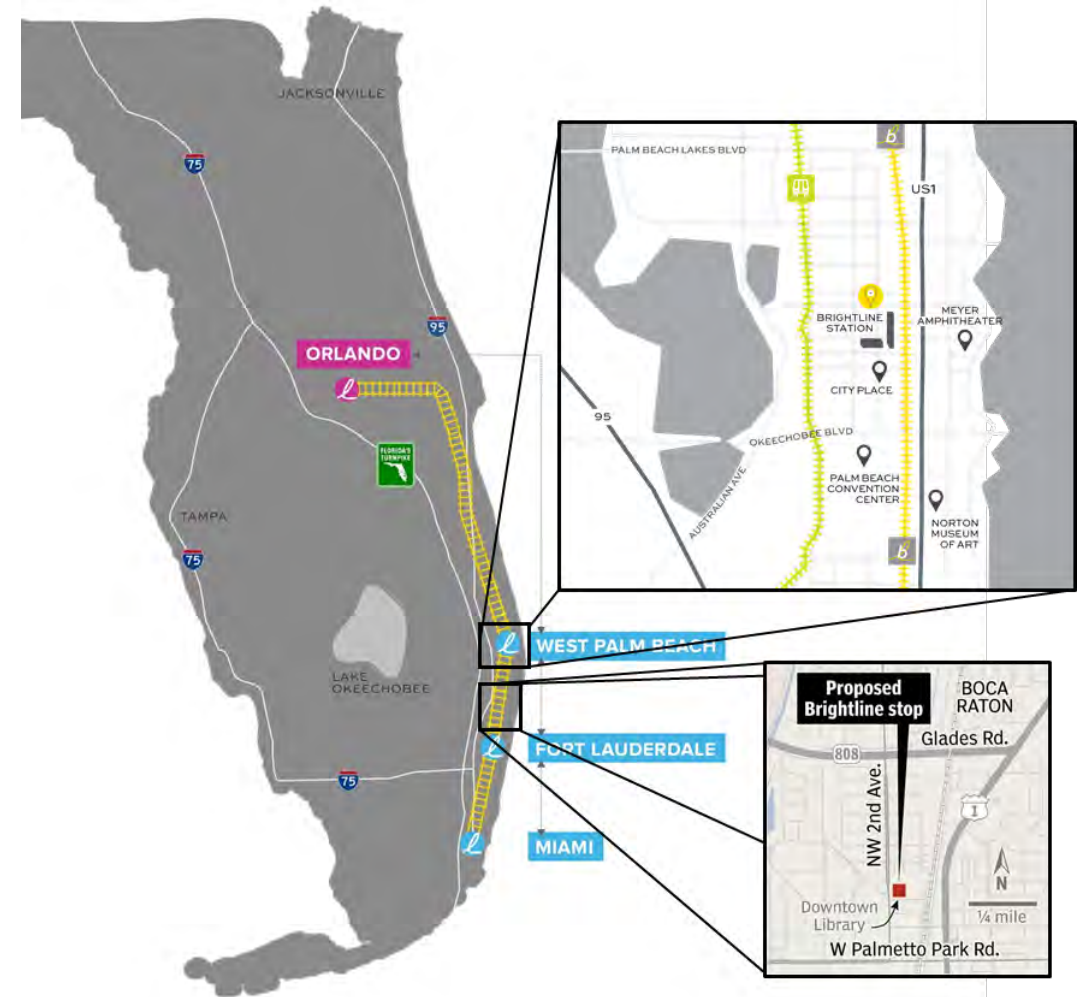 JACKSONVILLE
75
95
ORLANDO
FLORIDA'S
TURNPIKE
TAMPA
75
LAKE
OKEECHOBEE
75
WEST PALM BEACH
FORT LAUDERDALE
MIAMI
PALM BEACH LAKES BLVD
b
US1
BRIGHTLINE
STATION
MEYER
AMPHITHEATER
CITY PLACE
95
OKEECHOBEE BLVD
PALM BEACH
CONVENTION
CENTER
AUSTRALIAN AVE
NORTON
MUSEUM
OF ART
b
Proposed
Brightline stop
BOCA
RATON
Glades Rd.
808
NW 2nd Ave.
1
N
Downtown
Library
1/4 mile
W Palmetto Park Rd.